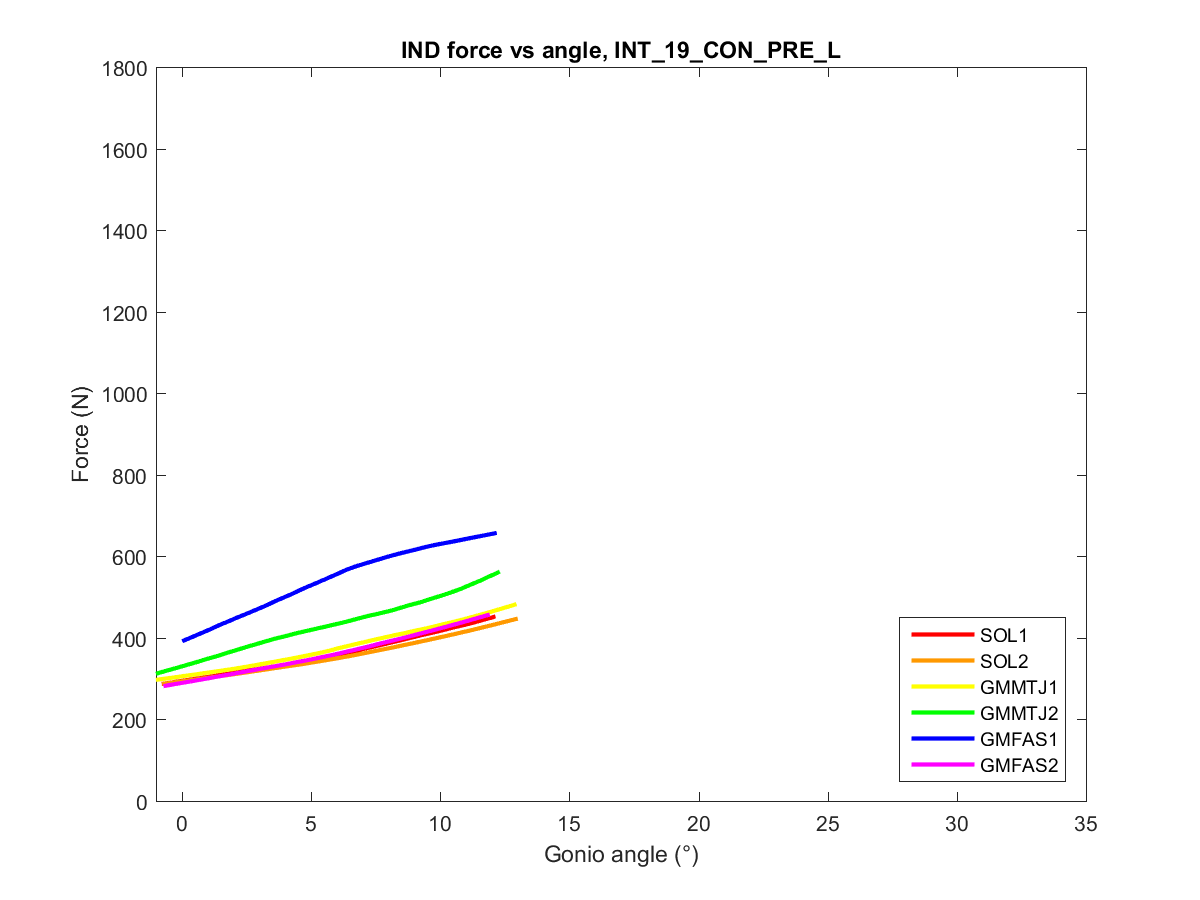 IND force vs angle, INT_19_CON_PRE_L
1800
1600
1400
1200
1000
800
600
400
200
0
Force (N)
0 5 10 15 20 25 30 35
Gonio angle (°)
SOL1
SOL2
GMMTJ1
GMMTJ2
GMFAS1
GMFAS2